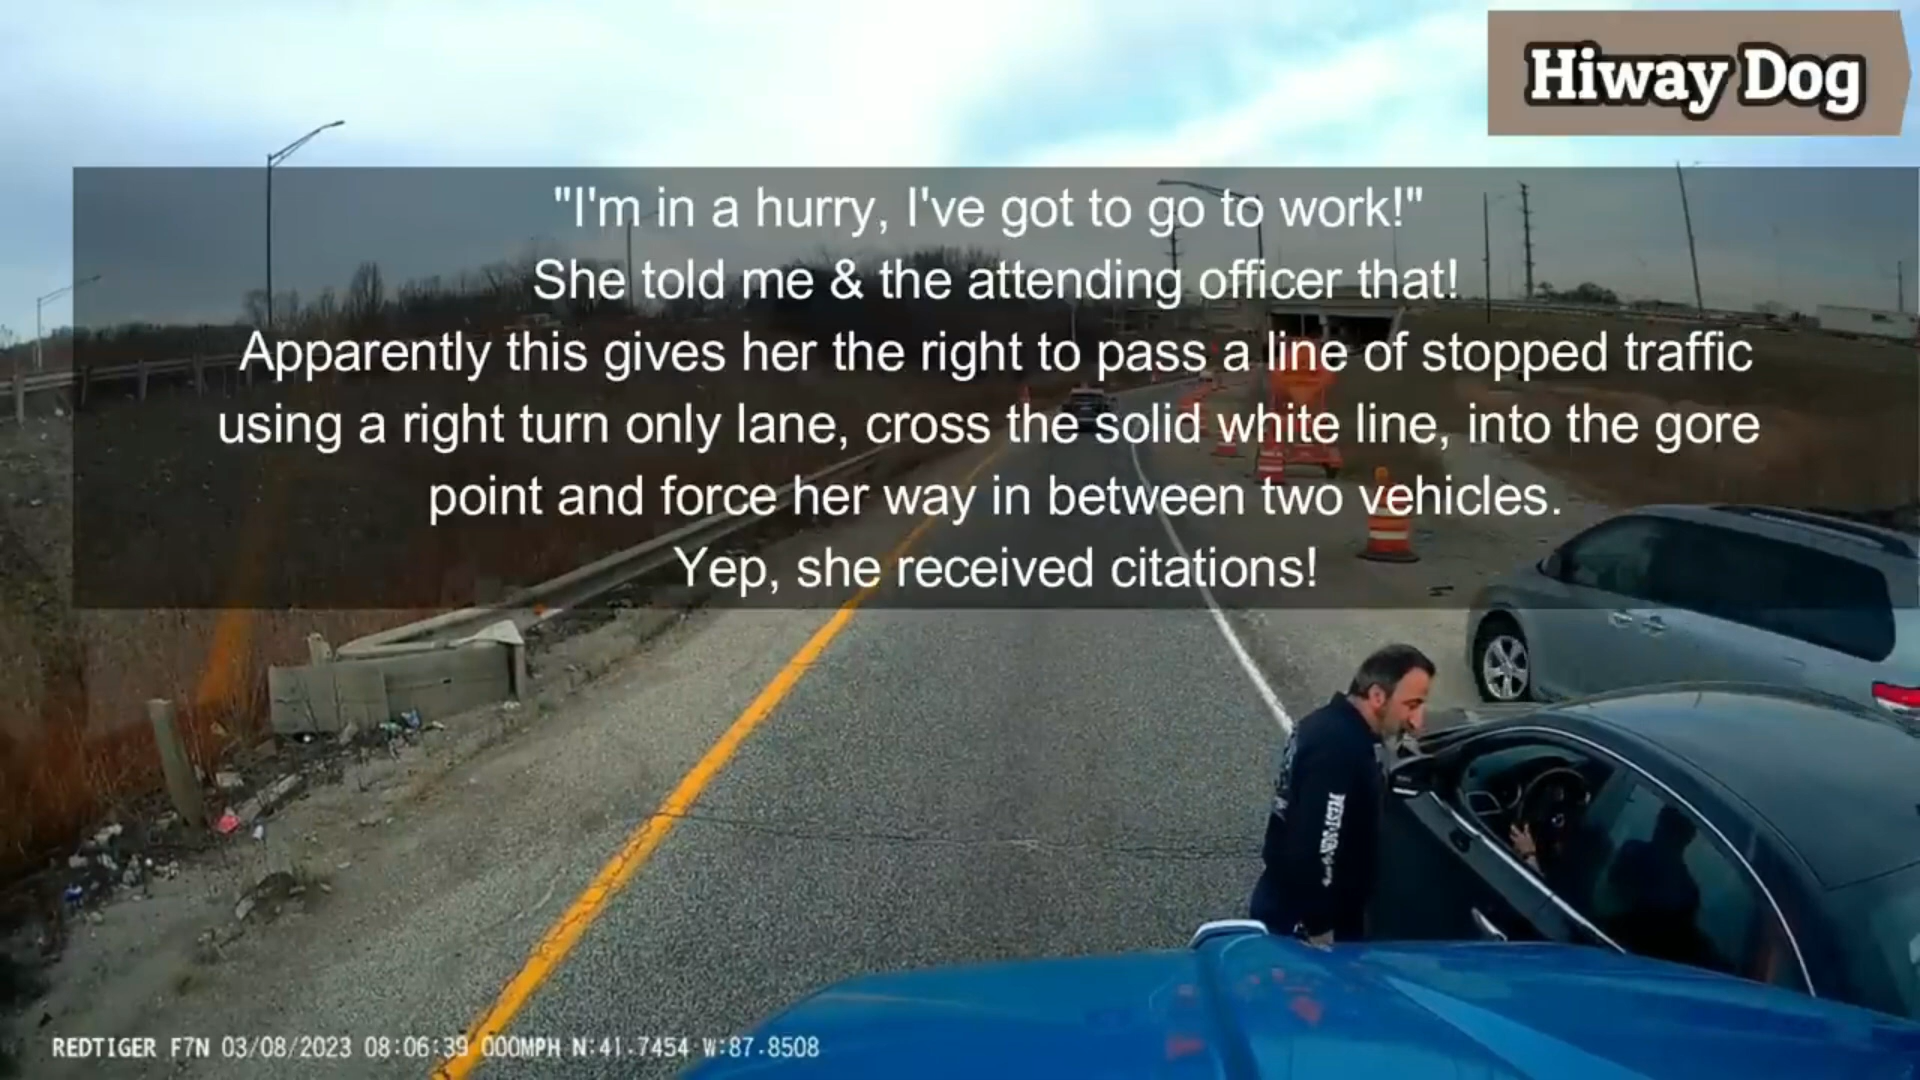 Hiway Dog
"I'm in a hurry, I've got to go to work!"
She told me & the attending officer that!
Apparently this gives her the right to pass a line of stopped traffic
using a right turn only lane, cross the solid white line, into the gore
point and force her way in between two vehicles.
Yep, she received citations!
REDTIGER F7N 03/08/2023 08:06:39 000MPH N:41.7454 W:87.8508